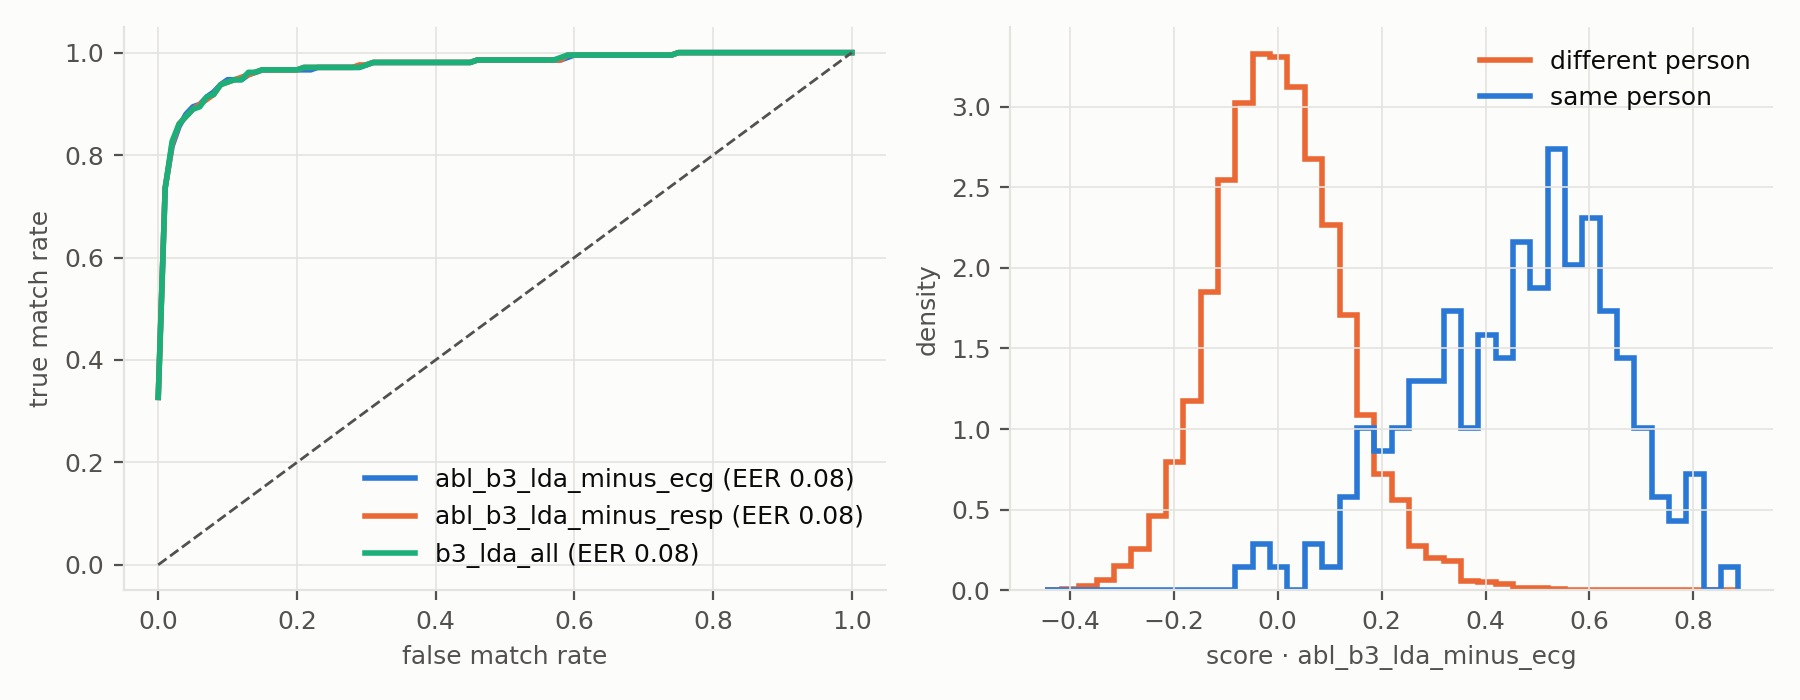 1.0
0.8
0.6
0.4
0.2
0.0
true match rate
0.0 0.2 0.4 0.6 0.8 1.0
false match rate
abl_b3_lda_minus_ecg (EER 0.08)
abl_b3_lda_minus_resp (EER 0.08)
b3_lda_all (EER 0.08)
3.0
2.5
2.0
1.5
1.0
0.5
0.0
density
different person
same person
−0.4 −0.2 0.0 0.2 0.4 0.6 0.8
score · abl_b3_lda_minus_ecg